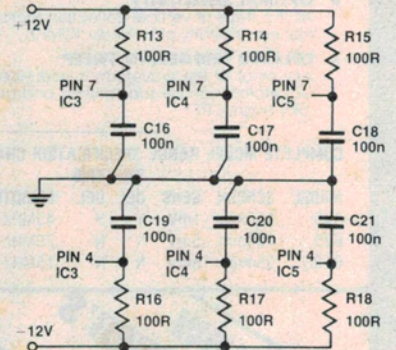 +12V
R13
100R
R14
100R
R15
100R
PIN 7
IC3
PIN 7
IC4
PIN 7
IC5
C16
100n
C17
100n
C18
100n
C19
100n
C20
100n
C21
100n
PIN 4
IC3
PIN 4
IC4
PIN 4
IC5
R16
100R
R17
100R
R18
100R
−12V